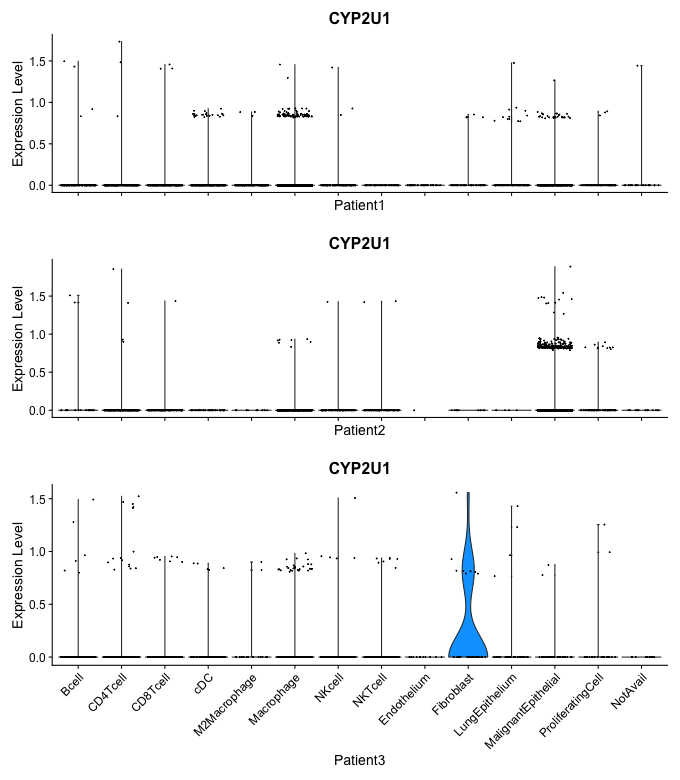 CYP2U1
Expression Level
1.5
1.0
0.5
0.0
Patient1
CYP2U1
Expression Level
1.5
1.0
0.5
0.0
Patient2
CYP2U1
Expression Level
1.5
1.0
0.5
0.0
Bcell
CD4Tcell
CD8Tcell
cDC
M2Macrophage
Macrophage
NKcell
NKTcell
Endothelium
Fibroblast
LungEpithelium
MalignantEpithelial
ProliferatingCell
NotAvail
Patient3